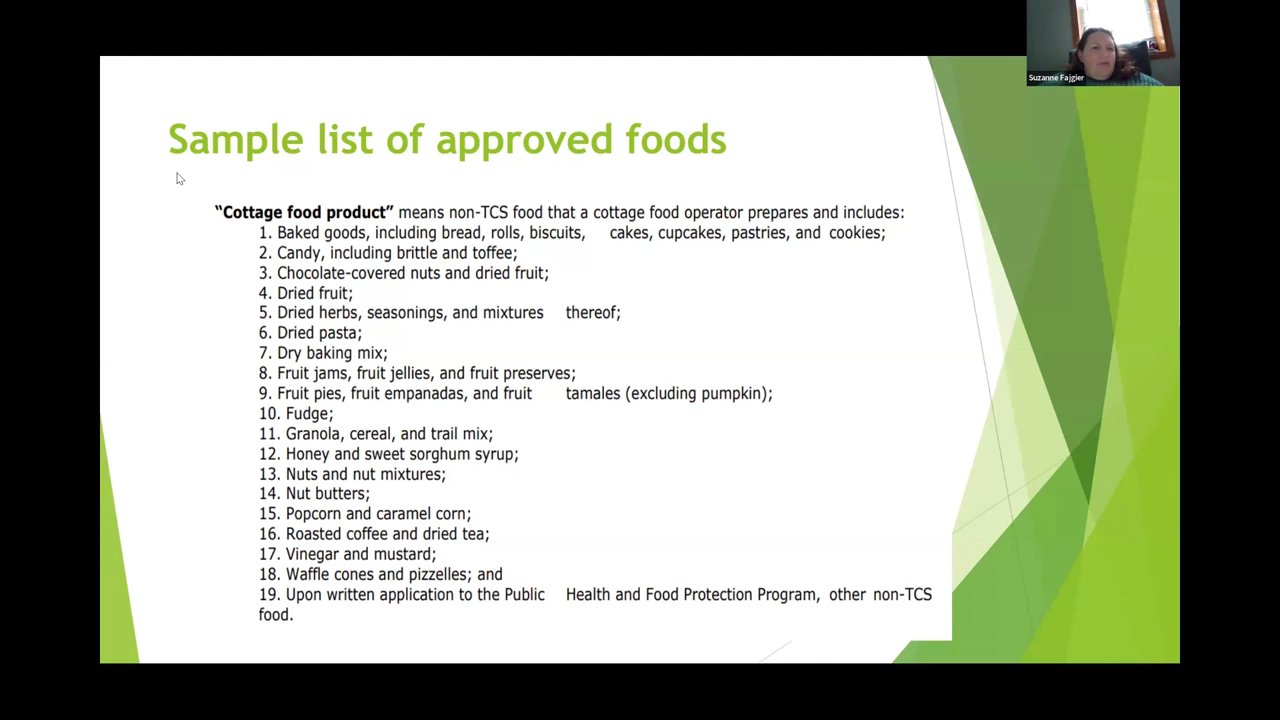 Suzanne Fajgier
Sample list of approved foods
“Cottage food product” means non-TCS food that a cottage food operator prepares and includes:
1. Baked goods, including bread, rolls, biscuits, cakes, cupcakes, pastries, and cookies;
2. Candy, including brittle and toffee;
3. Chocolate-covered nuts and dried fruit;
4. Dried fruit;
5. Dried herbs, seasonings, and mixtures thereof;
6. Dried pasta;
7. Dry baking mix;
8. Fruit jams, fruit jellies, and fruit preserves;
9. Fruit pies, fruit empanadas, and fruit tamales (excluding pumpkin);
10. Fudge;
11. Granola, cereal, and trail mix;
12. Honey and sweet sorghum syrup;
13. Nuts and nut mixtures;
14. Nut butters;
15. Popcorn and caramel corn;
16. Roasted coffee and dried tea;
17. Vinegar and mustard;
18. Waffle cones and pizzelles; and
19. Upon written application to the Public Health and Food Protection Program, other non-TCS
food.